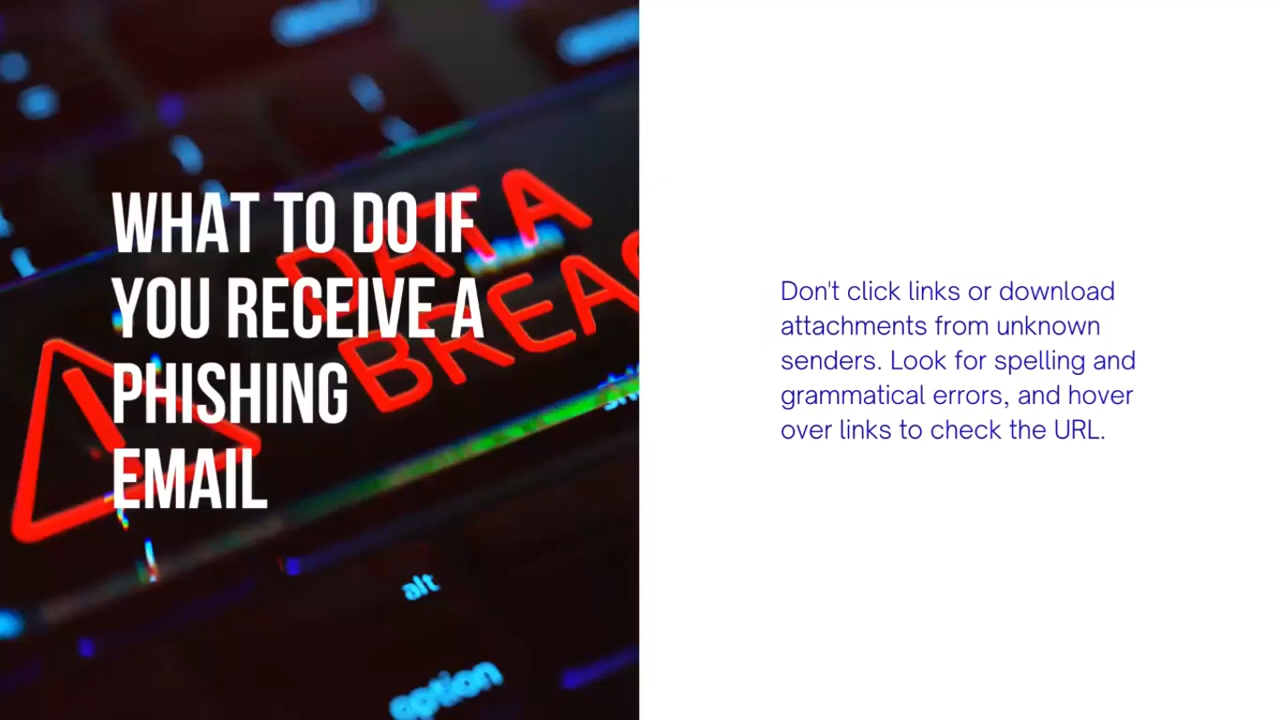 WHAT TO DO IF
YOU RECEIVE A
PHISHING
EMAIL
DATA
alt
option
Don't click links or download
attachments from unknown
senders. Look for spelling and
grammatical errors, and hover
over links to check the URL.